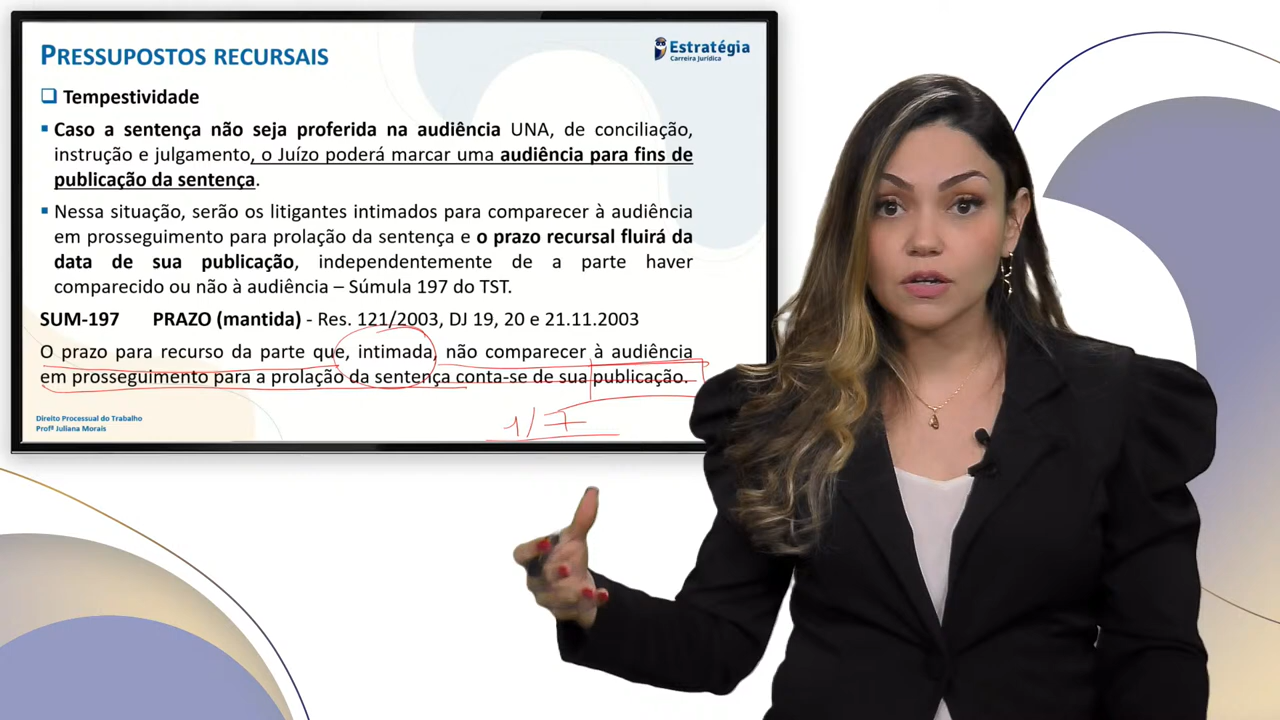 PRESSUPOSTOS RECURSAIS
Estratégia
Carreira Jurídica
❑ Tempestividade
▪ Caso a sentença não seja proferida na audiência UNA, de conciliação,
instrução e julgamento, o Juízo poderá marcar uma audiência para fins de
publicação da sentença.
▪ Nessa situação, serão os litigantes intimados para comparecer à audiência
em prosseguimento para prolação da sentença e o prazo recursal fluirá da
data de sua publicação, independentemente de a parte haver
comparecido ou não à audiência – Súmula 197 do TST.
SUM-197 PRAZO (mantida) - Res. 121/2003, DJ 19, 20 e 21.11.2003
O prazo para recurso da parte que, intimada, não comparecer à audiência
em prosseguimento para a prolação da sentença conta-se de sua publicação.
1/7
Direito Processual do Trabalho
Profª Juliana Morais